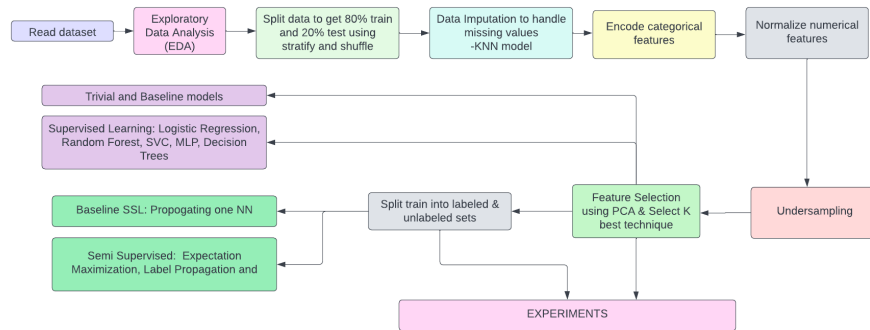 Read dataset
Exploratory
Data Analysis
(EDA)
Split data to get 80% train
and 20% test using
stratify and shuffle
Data Imputation to handle
missing values
-KNN model
Encode categorical
features
Normalize numerical
features
Trivial and Baseline models
Supervised Learning: Logistic Regression,
Random Forest, SVC, MLP, Decision
Trees
Baseline SSL: Propogating one NN
Split train into labeled &
unlabeled sets
Feature Selection
using PCA & Select K
best technique
Undersampling
Semi Supervised:  Expectation
Maximization, Label Propagation and
EXPERIMENTS